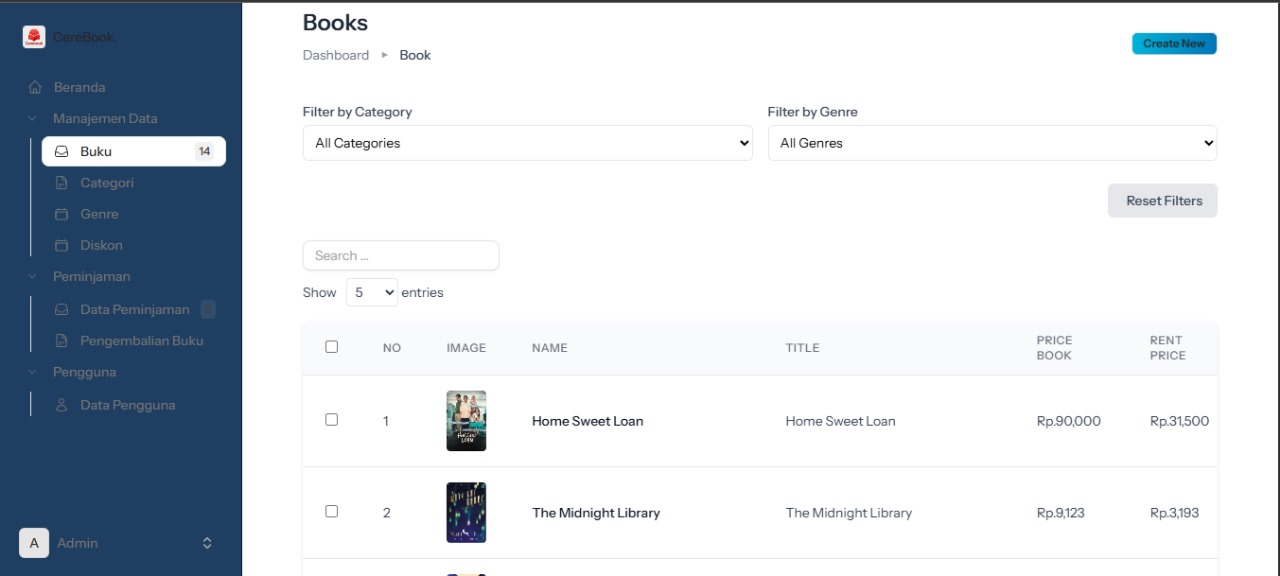 CereBook.
Beranda
Manajemen Data
Buku 14
Categori
Genre
Diskon
Peminjaman
Data Peminjaman
Pengembalian Buku
Pengguna
Data Pengguna
A Admin
Books
Dashboard ▸ Book
Create New
Filter by Category
All Categories
Filter by Genre
All Genres
Reset Filters
Search ...
Show 5 entries
NO IMAGE NAME TITLE PRICE BOOK RENT PRICE
1 Home Sweet Loan Home Sweet Loan Rp.90,000 Rp.31,500
2 The Midnight Library The Midnight Library Rp.9,123 Rp.3,193